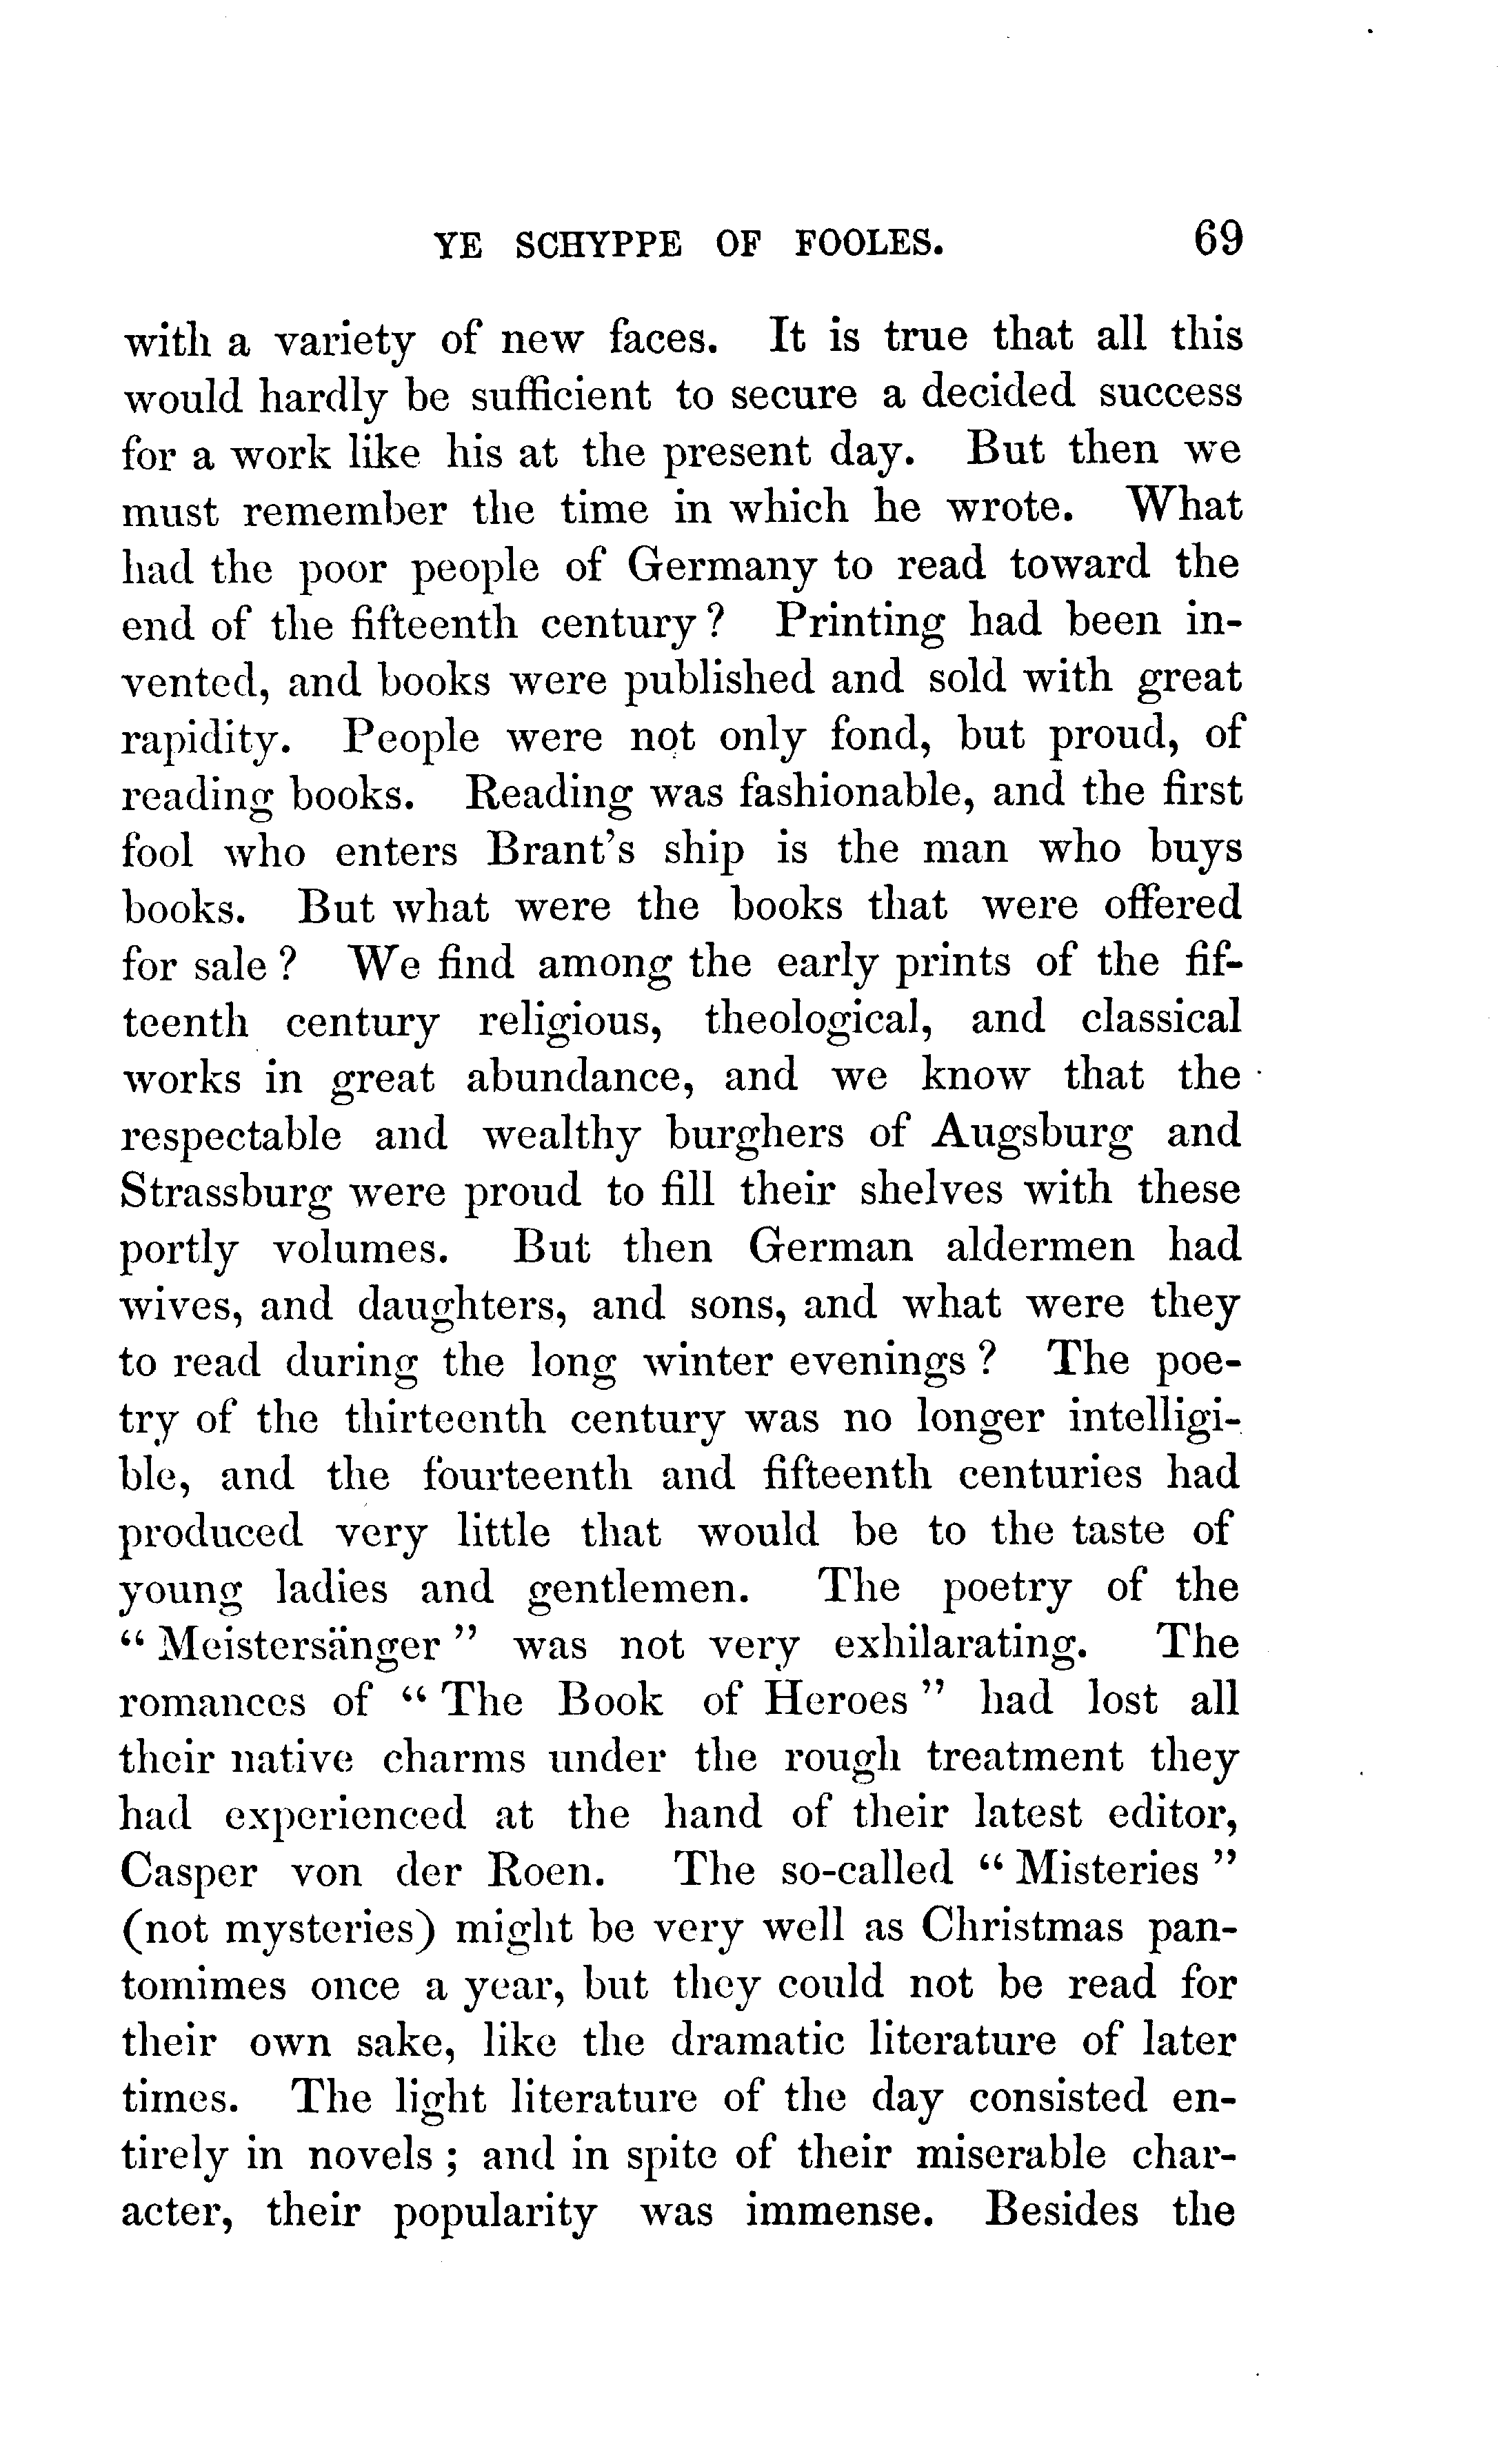 YE SCHYPPE OF FOOLES. 69
with a variety of new faces. It is true that all this
would hardly be sufficient to secure a decided success
for a work like his at the present day. But then we
must remember the time in which he wrote. What
had the poor people of Germany to read toward the
end of the fifteenth century? Printing had been in-
vented, and books were published and sold with great
rapidity. People were not only fond, but proud, of
reading books. Reading was fashionable, and the first
fool who enters Brant's ship is the man who buys
books. But what were the books that were offered
for sale? We find among the early prints of the fif-
teenth century religious, theological, and classical
works in great abundance, and we know that the
respectable and wealthy burghers of Augsburg and
Strassburg were proud to fill their shelves with these
portly volumes. But then German aldermen had
wives, and daughters, and sons, and what were they
to read during the long winter evenings? The poe-
try of the thirteenth century was no longer intelligi-
ble, and the fourteenth and fifteenth centuries had
produced very little that would be to the taste of
young ladies and gentlemen. The poetry of the
"Meistersänger" was not very exhilarating. The
romances of "The Book of Heroes" had lost all
their native charms under the rough treatment they
had experienced at the hand of their latest editor,
Casper von der Roen. The so-called "Misteries"
(not mysteries) might be very well as Christmas pan-
tomimes once a year, but they could not be read for
their own sake, like the dramatic literature of later
times. The light literature of the day consisted en-
tirely in novels; and in spite of their miserable char-
acter, their popularity was immense. Besides the